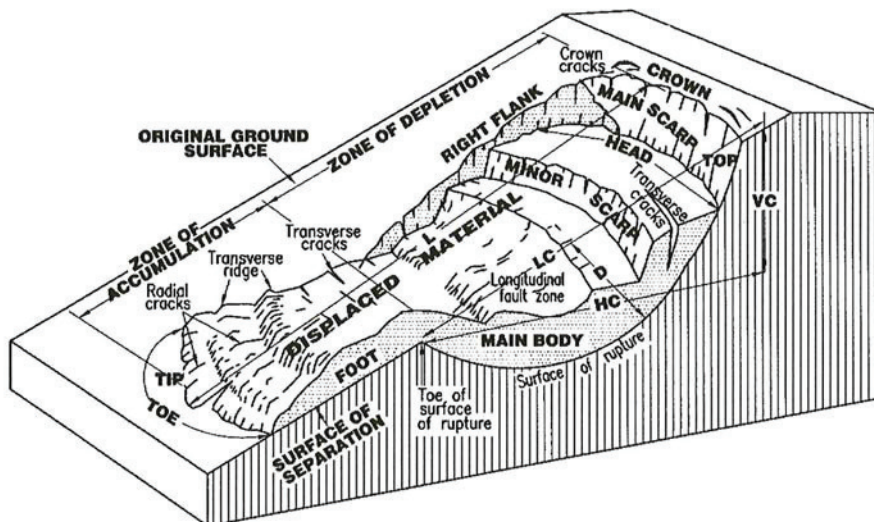 Crown
cracks
CROWN
MAIN SCARP
ZONE OF DEPLETION
ORIGINAL GROUND
SURFACE
RIGHT FLANK
HEAD
TOP
MINOR
SCARP
Transverse
cracks
VC
ZONE OF
ACCUMULATION
Transverse
cracks
Transverse
ridge
Radial
cracks
L
DISPLACED MATERIAL
LC
D
Longitudinal
fault zone
HC
MAIN BODY
FOOT
TIP
TOE
Surface of rupture
Toe of
surface
of rupture
SURFACE OF
SEPARATION